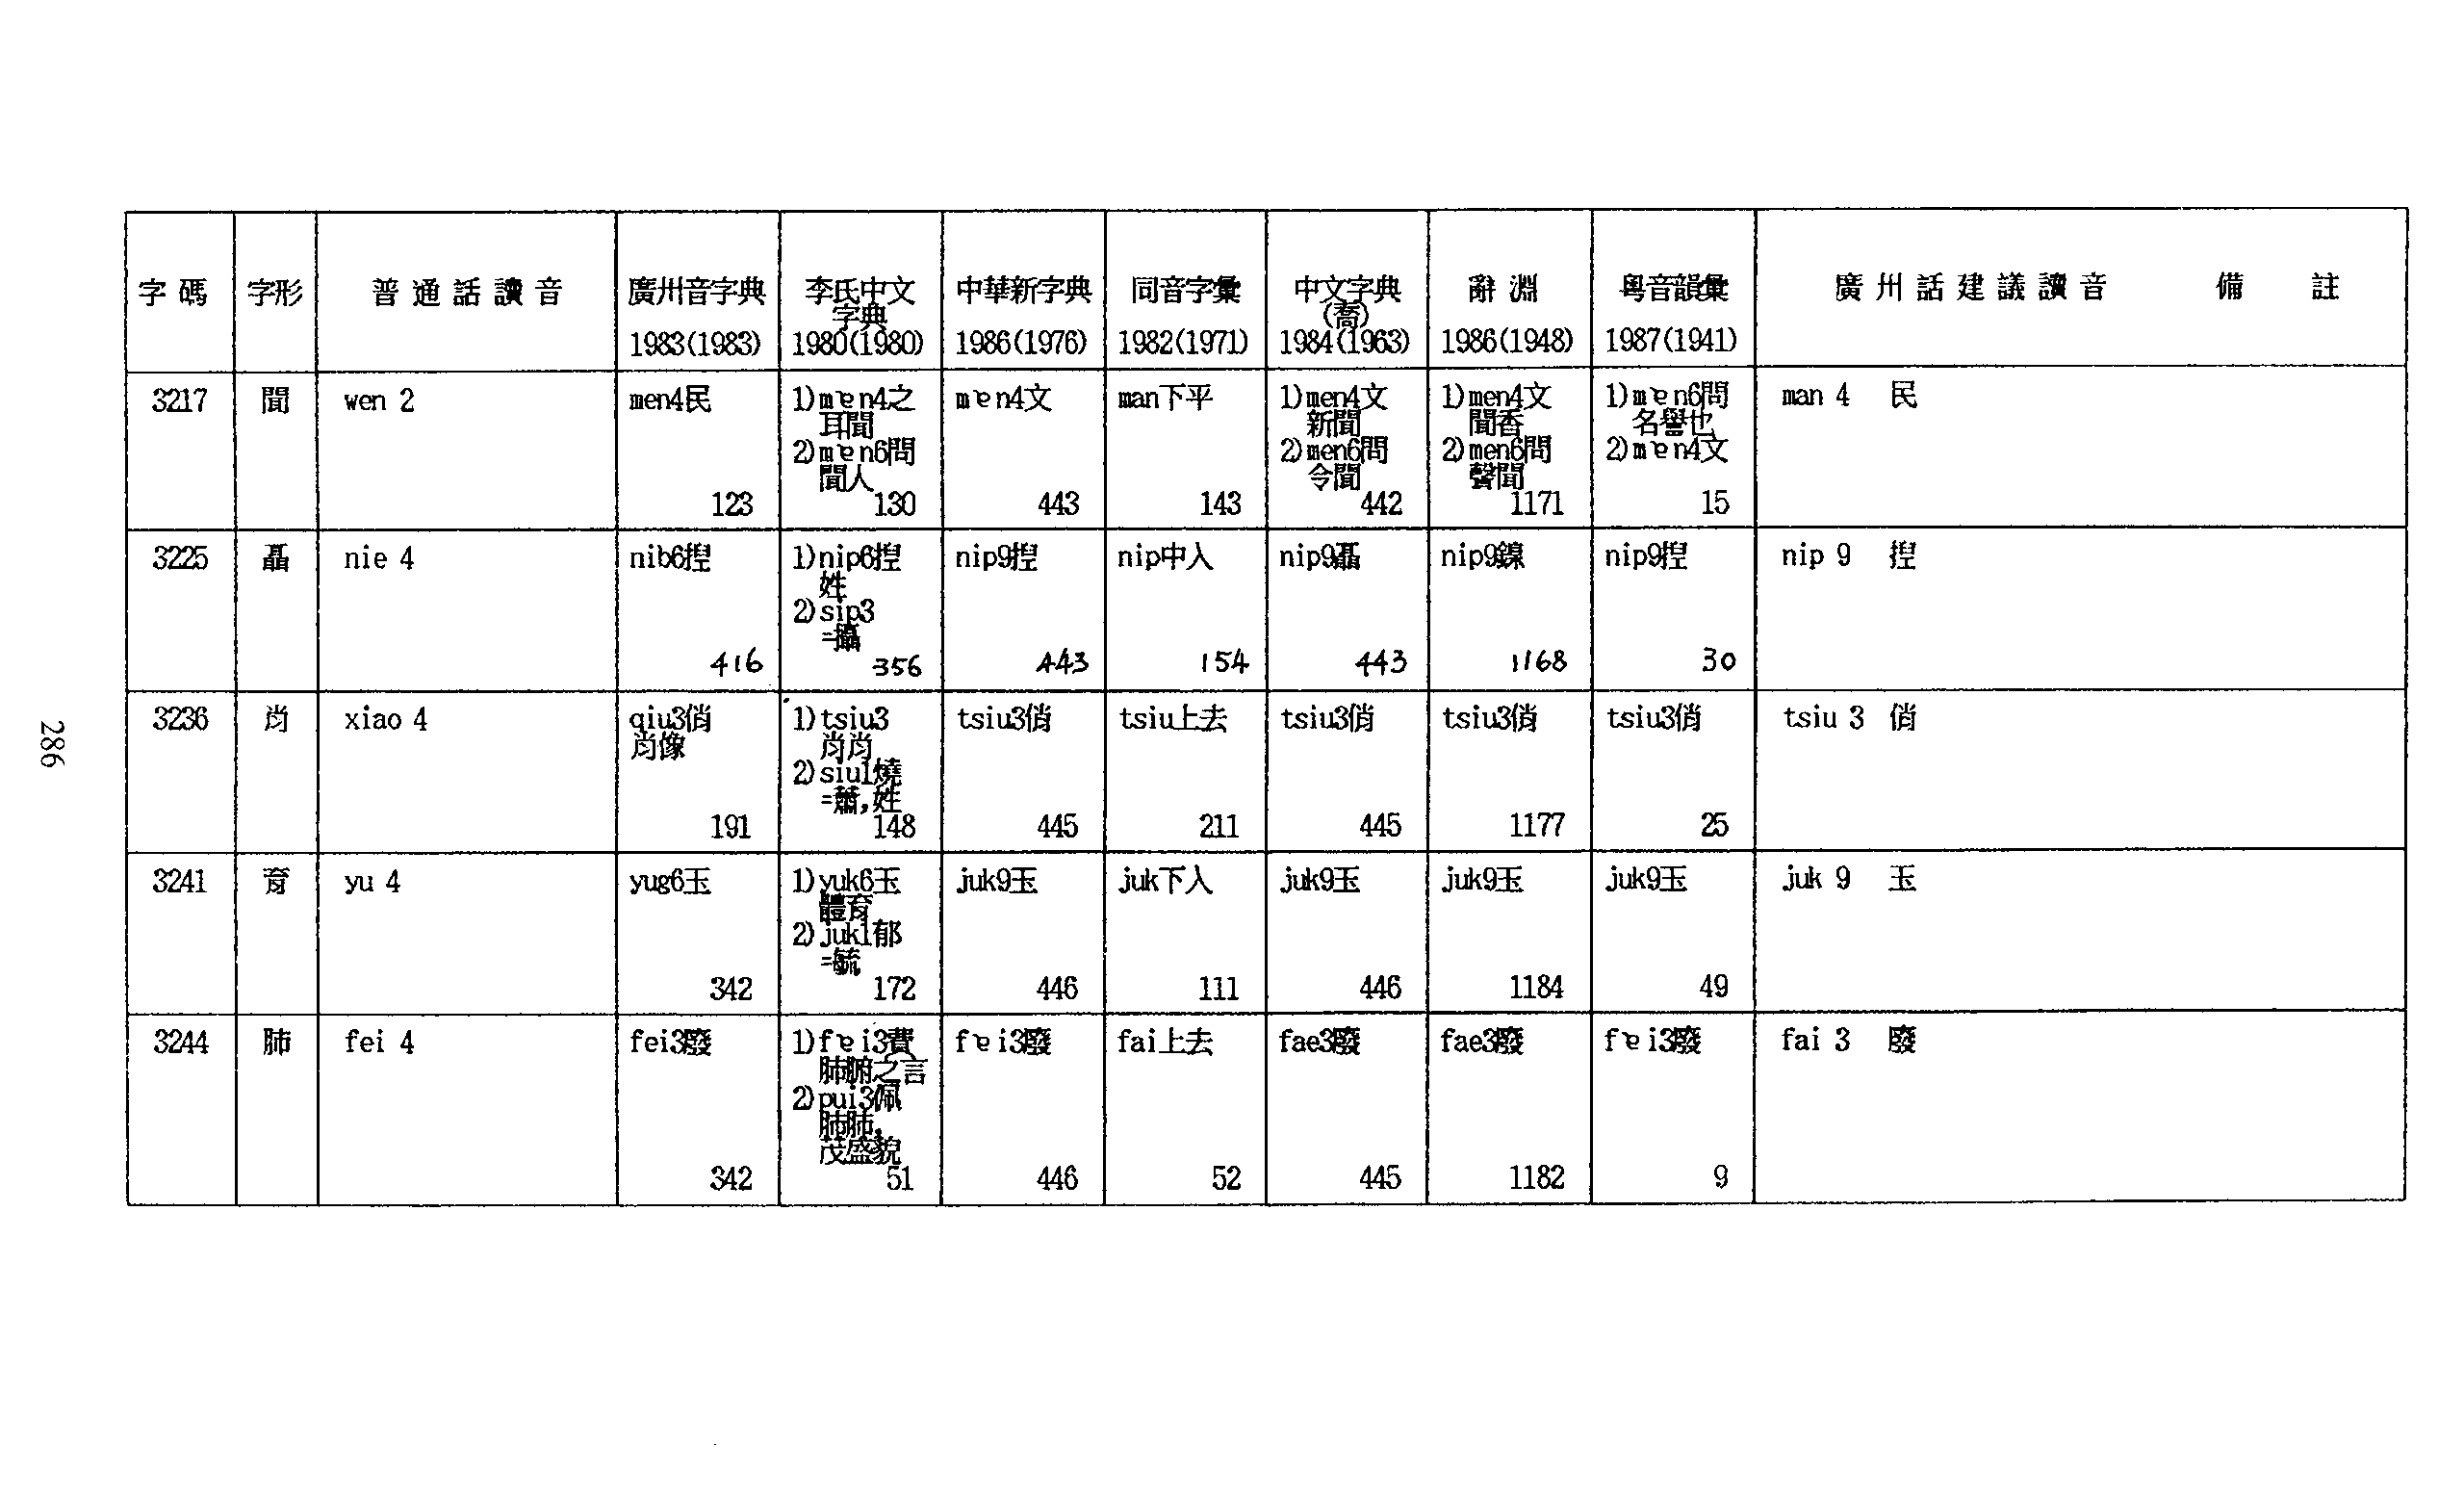 字碼 字形 普通話讀音 廣州音字典 李氏中文 中華新字典 同音字彙 中文字典 辭淵 粵音韻彙 廣州話建議讀音 備註
字典 (喬)
1983(1983) 1980(1980) 1986(1976) 1982(1971) 1984(1963) 1986(1948) 1987(1941)
3217 聞 wen 2 men4民 1)mɐn4之 mɐn4文 man下平 1)men4文 1)men4文 1)mɐn6問 man 4 民
耳聞 新聞 聞香 名譽也
2)mɐn6問 2)men6問 2)men6問 2)mɐn4文
聞人 令聞 聲聞
123 130 443 143 442 1171 15
3225 聶 nie 4 nib6揑 1)nip6揑 nip9揑 nip中入 nip9聶 nip9鎳 nip9揑 nip 9 揑
姓
2)sip3
=攝
416 356 443 154 443 1168 30
3236 肖 xiao 4 qiu3俏 1)tsiu3 tsiu3俏 tsiu上去 tsiu3俏 tsiu3俏 tsiu3俏 tsiu 3 俏
肖像 肖肖
2)siu1燒
=蕭,姓
191 148 445 211 445 1177 25
3241 育 yu 4 yug6玉 1)yuk6玉 juk9玉 juk下入 juk9玉 juk9玉 juk9玉 juk 9 玉
體育
2)juk1郁
=毓
342 172 446 111 446 1184 49
3244 肺 fei 4 fei3廢 1)fɐi3費 fɐi3廢 fai上去 fae3廢 fae3廢 fɐi3廢 fai 3 廢
肺腑之言
2)pui3佩
肺肺,
茂盛貌
342 51 446 52 445 1182 9
286